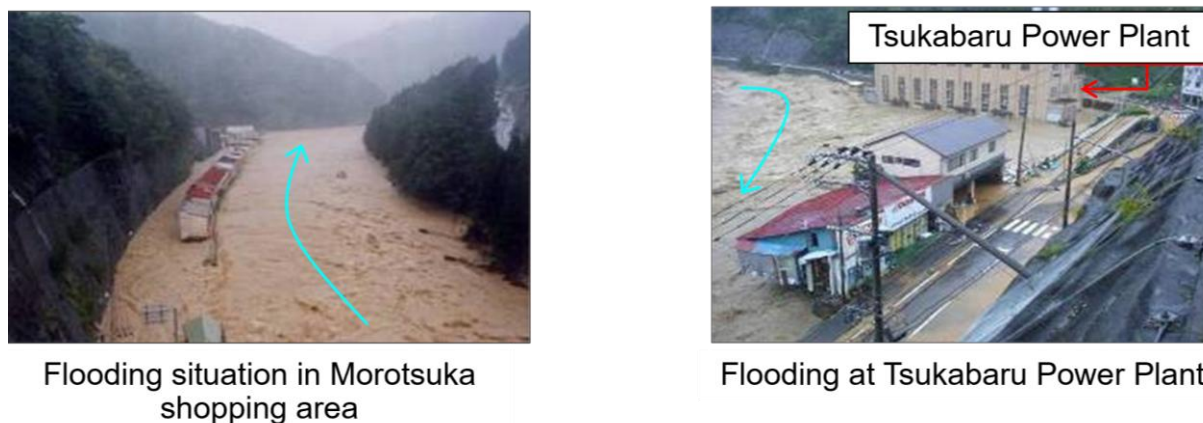 Tsukabaru Power Plant
Flooding situation in Morotsuka
shopping area
Flooding at Tsukabaru Power Plant